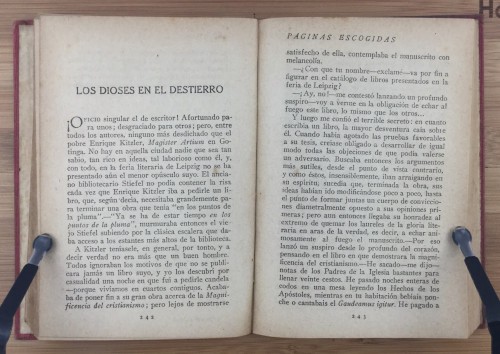 LOS DIOSES EN EL DESTIERRO
¡OFICIO singular el de escritor! Afortunado pa-
ra unos; desgraciado para otros; pero, entre
todos los autores, ninguno más desdichado que el
pobre Enrique Kitzler, Magister Artium en Go-
tinga. No hay en aquella ciudad nadie que sea tan
sabio, tan rico en ideas, tal laborioso como él y,
con todo, en la feria literaria de Leipzig no se ha
presentado aún el menor opúsculo suyo. El ancia-
no bibliotecario Stiefel no podía contener la risa
cada vez que Enrique Kitzler iba a pedirle un li-
bro, que, según decía, necesitaba grandemente pa-
ra terminar una obra que tenía "en los puntos de
la pluma".—"Ya se ha de estar tiempo en los
puntos de la pluma", murmuraba entonces el vie-
jo Stiefel subiendo por la clásica escalera que da-
ba acceso a los estantes más altos de la biblioteca.
A Kitzler teníasele, en general, por tonto, y a
decir verdad no era más que un buen hombre.
Todos ignoraban los motivos de que no se publi-
cara jamás un libro suyo, y yo los descubrí por
casualidad una noche en que fuí a pedirle candela
—porque vivíamos en cuartos contiguos. Acaba-
ba de poner fin a su gran obra acerca de la Magni-
ficencia del cristianismo; pero lejos de mostrarse
242
PAGINAS ESCOGIDAS
satisfecho de ella, contemplaba el manuscrito con
melancolía.
—¿Con que tu nombre—exclamé—va por fin a
figurar en el catálogo de libros presentados en la
feria de Leipzig?
—¡Ay, no!—me contestó lanzando un profundo
suspiro—voy a verme en la obligación de echar al
fuego este libro, lo mismo que los otros...
Y luego me confió el terrible secreto: en cuanto
escribía un libro, la mayor desventura caía sobre
él. Cuando había agotado las pruebas favorables
a su tesis, creíase obligado a desarrollar de igual
modo todas las objeciones de que podía valerse
un adversario. Buscaba entonces los argumentos
más sutiles, desde el punto de vista contrario,
y como éstos, insensiblemente, iban arraigando en
su espíritu, sucedía que, terminada la obra, sus
ideas habían ido modificándose poco a poco, hasta
el punto de formar juntas un cuerpo de conviccio-
nes diametralmente opuesto a sus opiniones pri-
meras; pero aun entonces llegaba su honradez al
extremo de quemar los laureles de la gloria litera-
ria en aras de la verdad, es decir, a echar ani-
mosamente al fuego el manuscrito.—Por eso
lanzó un suspiro desde lo profundo del corazón,
pensando en el libro en que demostraba la magni-
ficencia del cristianismo.—He sacado—me dijo—
notas de los Padres de la Iglesia bastantes para
llenar veinte cestos. He pasado noches enteras de
codos en una mesa leyendo los Hechos de los
Apóstoles, mientras en tu habitación bebíais pon-
che o cantabais el Gaudeamus igitur. He pagado a
243